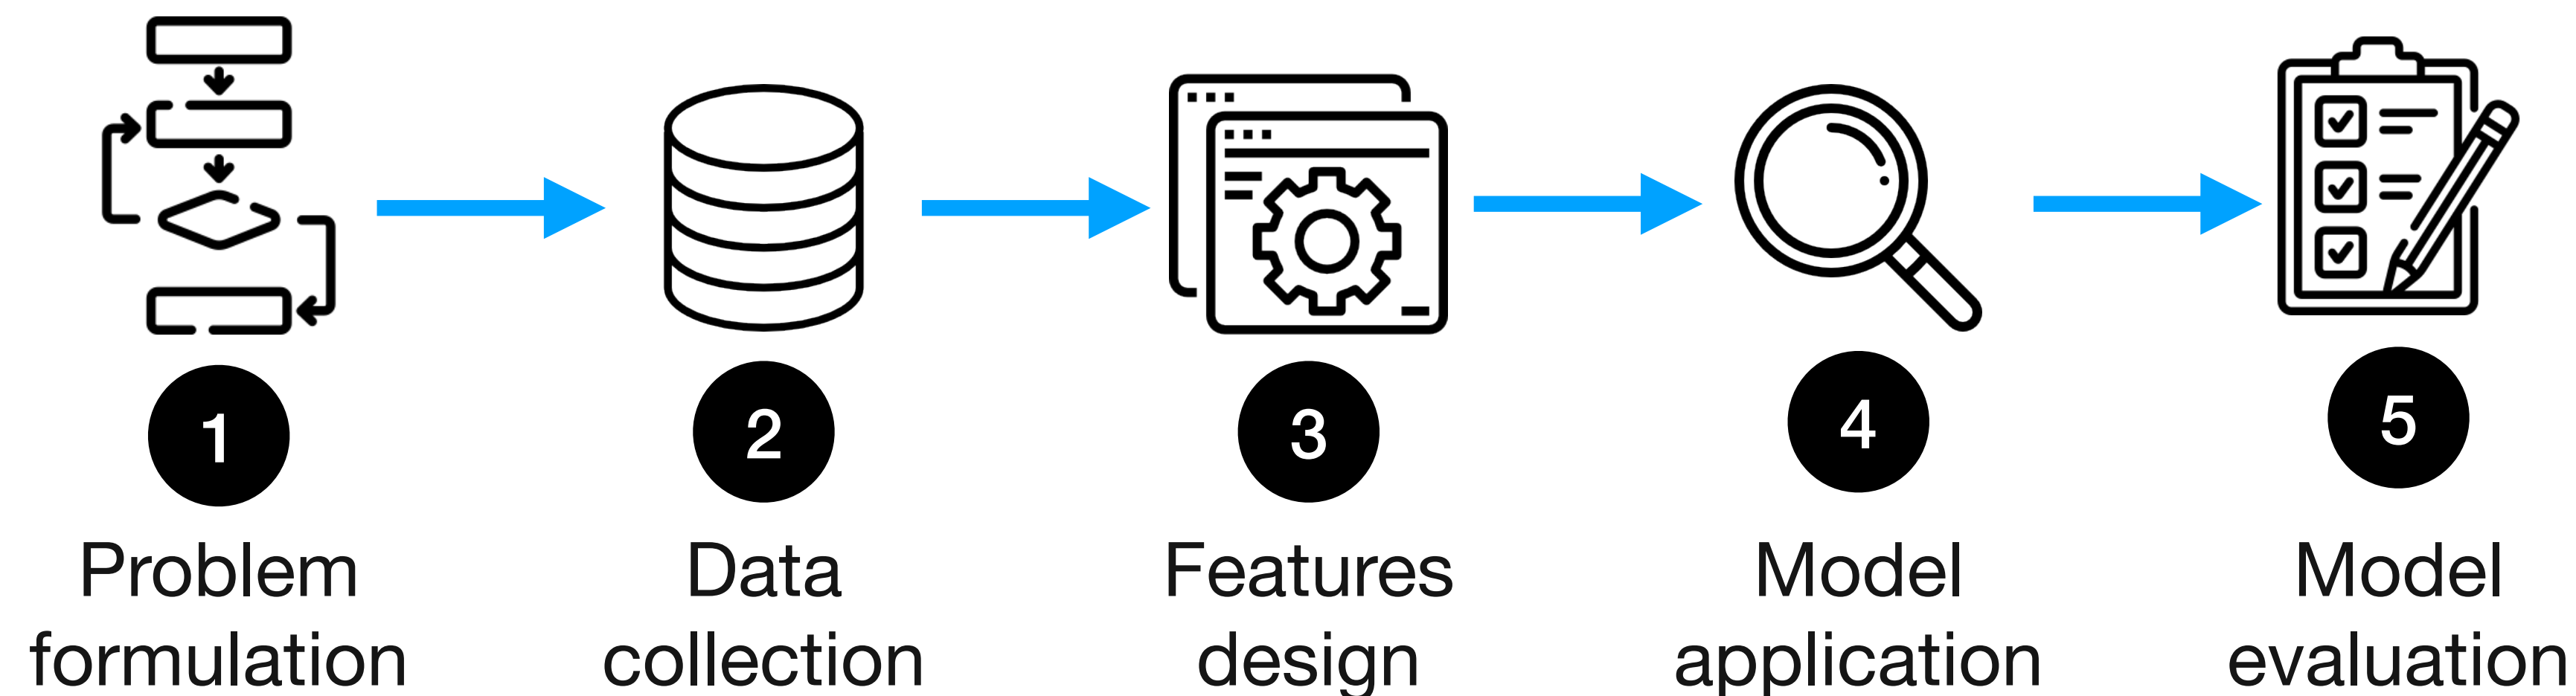 1
Problem
formulation
2
Data
collection
3
Features
design
4
Model
application
5
Model
evaluation